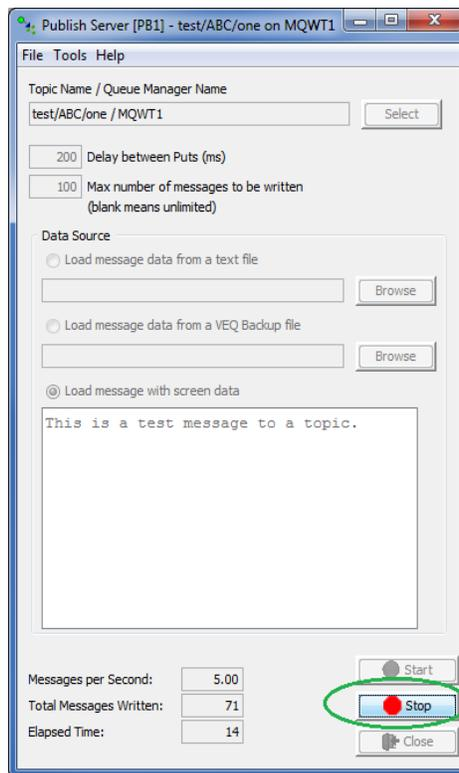 Publish Server [PB1] - test/ABC/one on MQWT1
File Tools Help
Topic Name / Queue Manager Name
test/ABC/one / MQWT1 Select
200 Delay between Puts (ms)
100 Max number of messages to be written
(blank means unlimited)
Data Source
Load message data from a text file
Browse
Load message data from a VEQ Backup file
Browse
Load message with screen data
This is a test message to a topic.
Start
Messages per Second: 5.00
Total Messages Written: 71 Stop
Elapsed Time: 14
Close